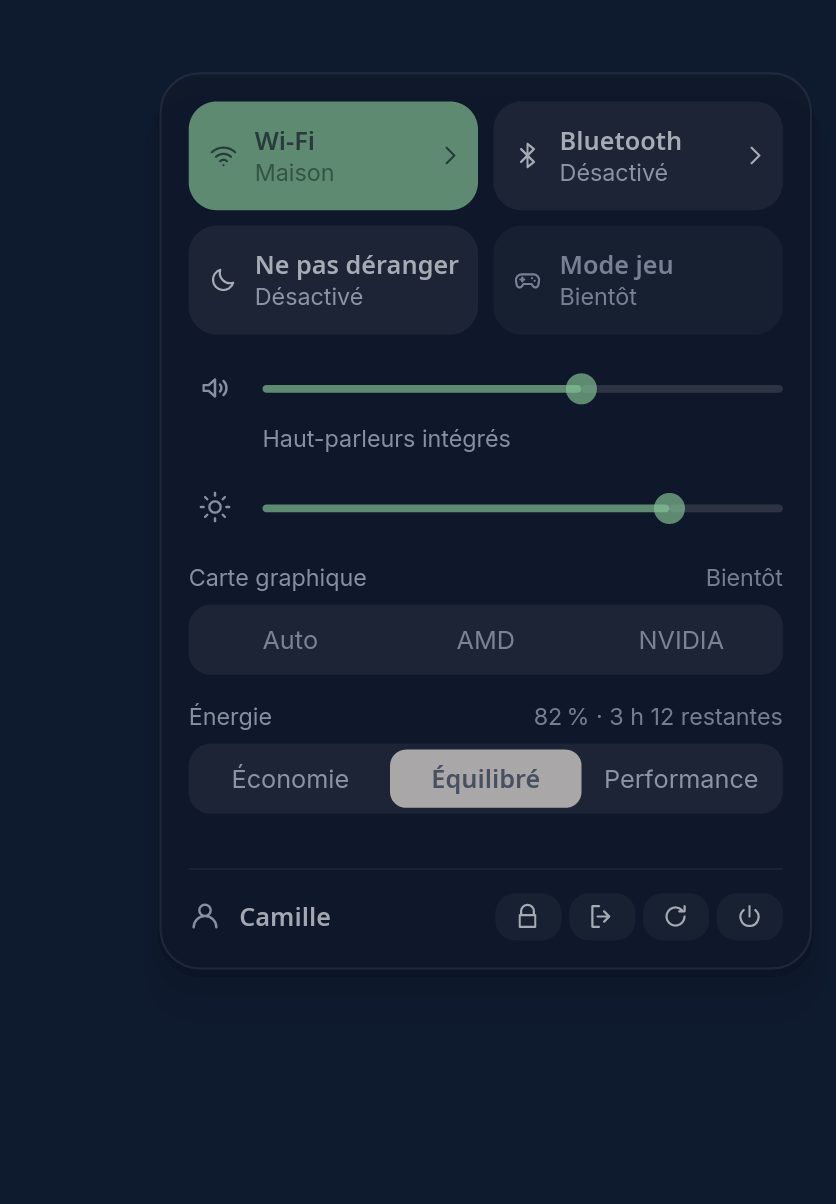 Wi-Fi
Maison
Bluetooth
Désactivé
Ne pas déranger
Désactivé
Mode jeu
Bientôt
Haut-parleurs intégrés
Carte graphique
Bientôt
Auto
AMD
NVIDIA
Énergie
82 % · 3 h 12 restantes
Économie
Équilibré
Performance
Camille